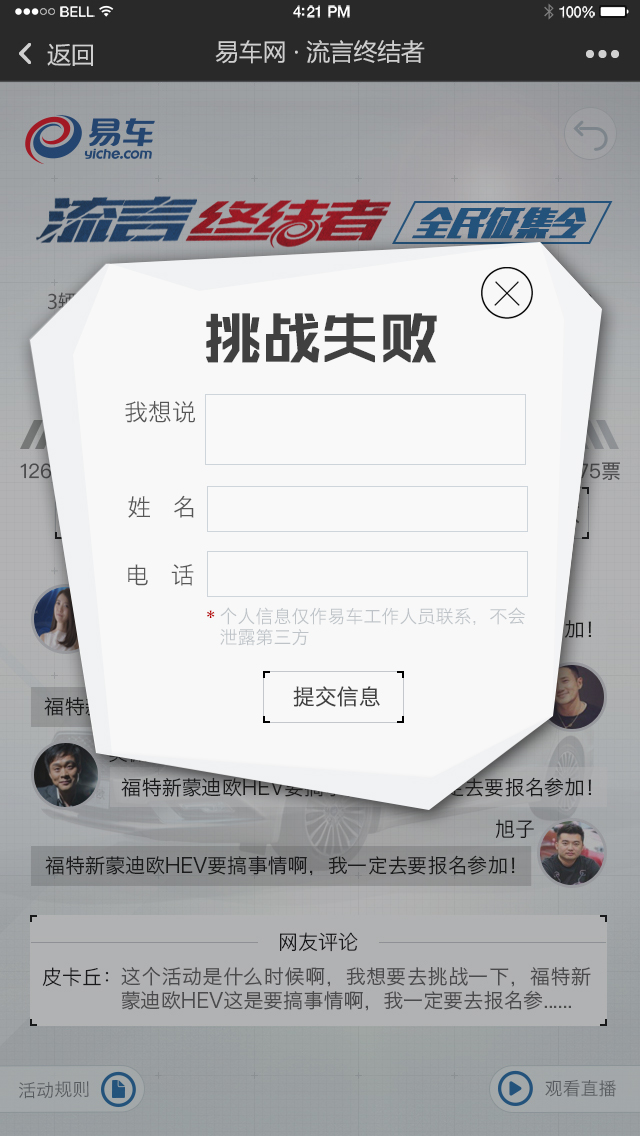 BELL 4:21 PM 100%
返回 易车网 · 流言终结者
易车
yiche.com
流言终结者 全民征集令
3辆
挑战失败
我想说
126 75票
姓 名
电 话
* 个人信息仅作易车工作人员联系，不会
泄露第三方
加！
提交信息
福特新
福特新蒙迪欧HEV要搞事 去要报名参加！
旭子
福特新蒙迪欧HEV要搞事情啊，我一定去要报名参加！
网友评论
皮卡丘：这个活动是什么时候啊，我想要去挑战一下，福特新
蒙迪欧HEV这是要搞事情啊，我一定要去报名参......
活动规则 观看直播